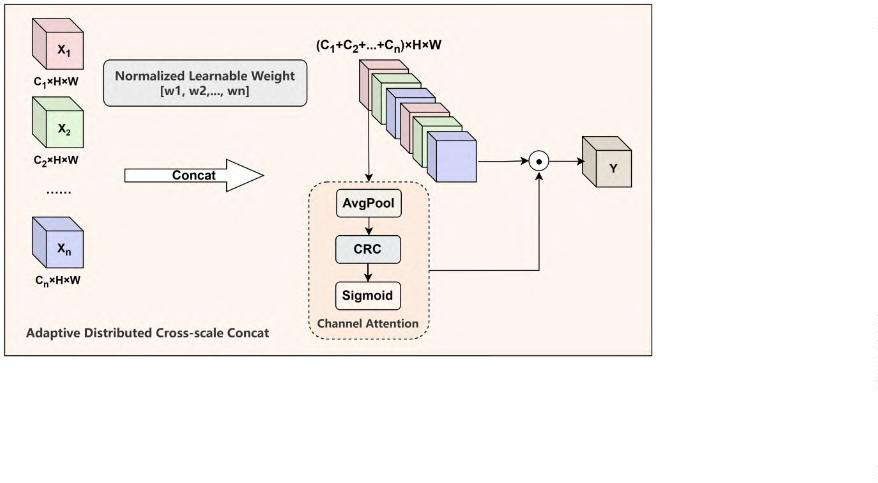 X₁
C₁×H×W
X₂
C₂×H×W
......
Xₙ
Cₙ×H×W
Normalized Learnable Weight
[w1, w2,..., wn]
Concat
(C₁+C₂+...+Cₙ)×H×W
AvgPool
CRC
Sigmoid
Channel Attention
Y
Adaptive Distributed Cross-scale Concat